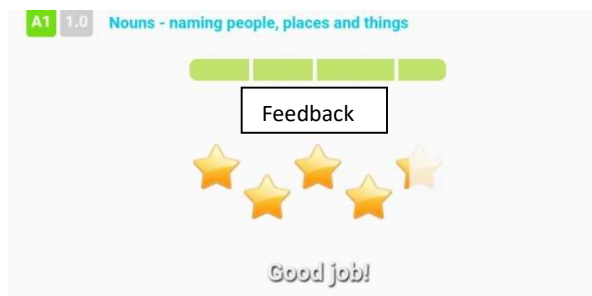 A1 1.0 Nouns - naming people, places and things
Feedback
Good job!